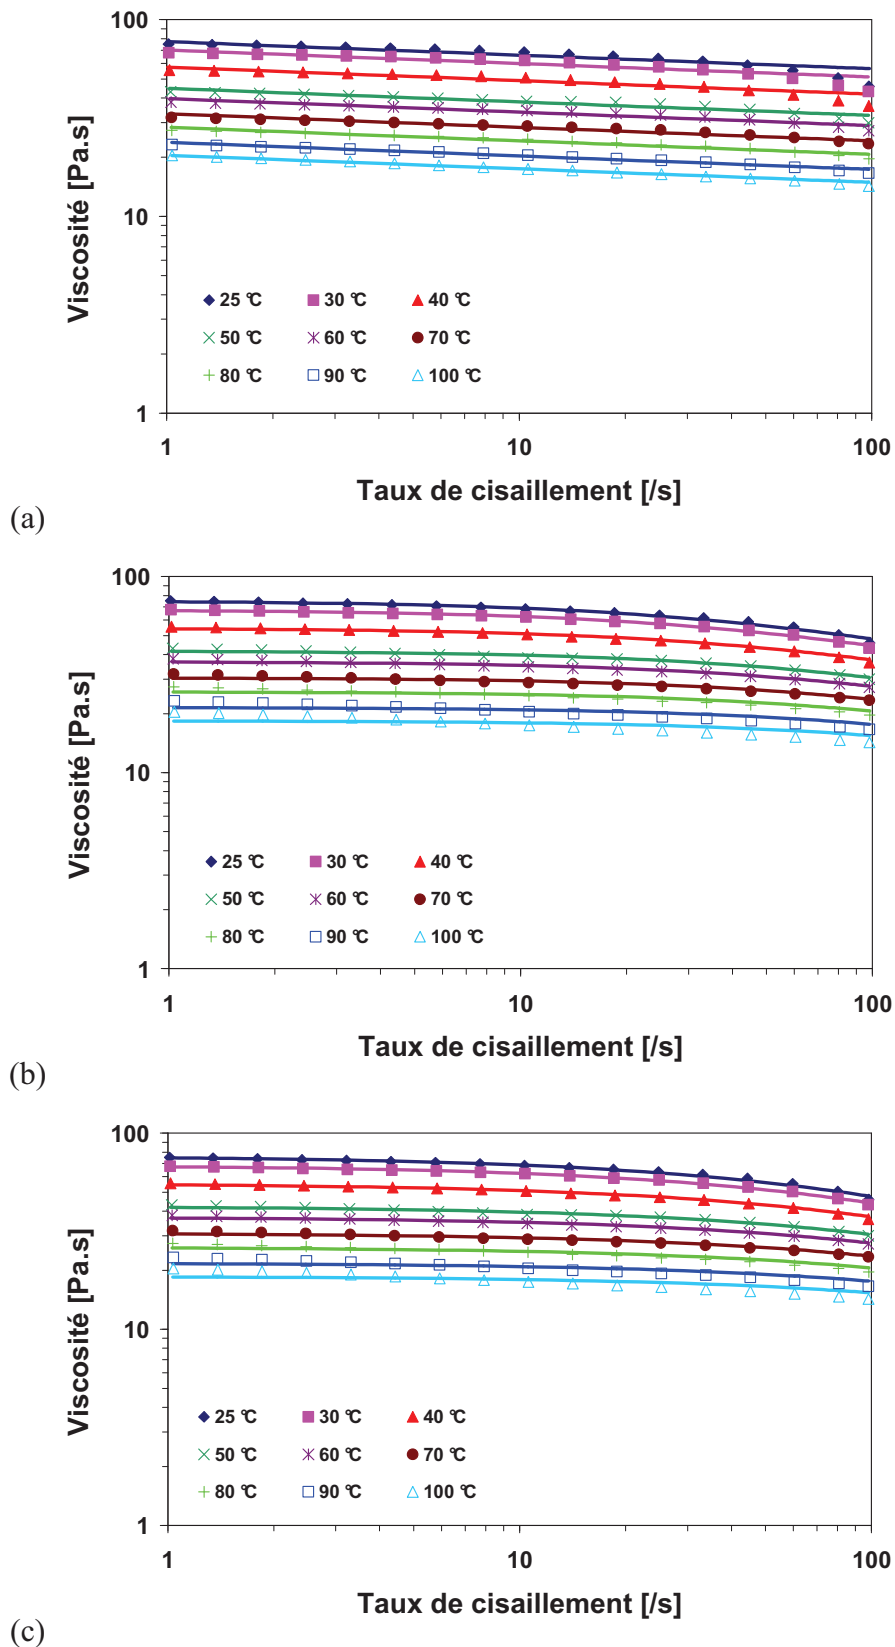 100
10
1
Viscosité [Pa.s]
25 °C 30 °C 40 °C
50 °C 60 °C 70 °C
80 °C 90 °C 100 °C
1 10 100
Taux de cisaillement [/s]
(a)
100
10
1
Viscosité [Pa.s]
25 °C 30 °C 40 °C
50 °C 60 °C 70 °C
80 °C 90 °C 100 °C
1 10 100
Taux de cisaillement [/s]
(b)
100
10
1
Viscosité [Pa.s]
25 °C 30 °C 40 °C
50 °C 60 °C 70 °C
80 °C 90 °C 100 °C
1 10 100
Taux de cisaillement [/s]
(c)